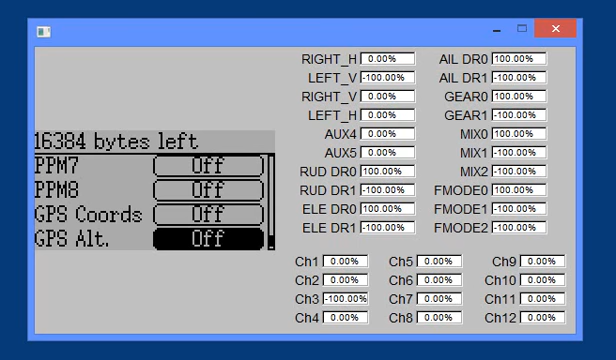 16384 bytes left
PPM7 Off
PPM8 Off
GPS Coords Off
GPS Alt. Off
RIGHT_H 0.00% AIL DR0 100.00%
LEFT_V -100.00% AIL DR1 -100.00%
RIGHT_V 0.00% GEAR0 100.00%
LEFT_H 0.00% GEAR1 -100.00%
AUX4 0.00% MIX0 100.00%
AUX5 0.00% MIX1 -100.00%
RUD DR0 100.00% MIX2 -100.00%
RUD DR1 -100.00% FMODE0 100.00%
ELE DR0 100.00% FMODE1 -100.00%
ELE DR1 -100.00% FMODE2 -100.00%
Ch1 0.00% Ch5 0.00% Ch9 0.00%
Ch2 0.00% Ch6 0.00% Ch10 0.00%
Ch3 -100.00% Ch7 0.00% Ch11 0.00%
Ch4 0.00% Ch8 0.00% Ch12 0.00%